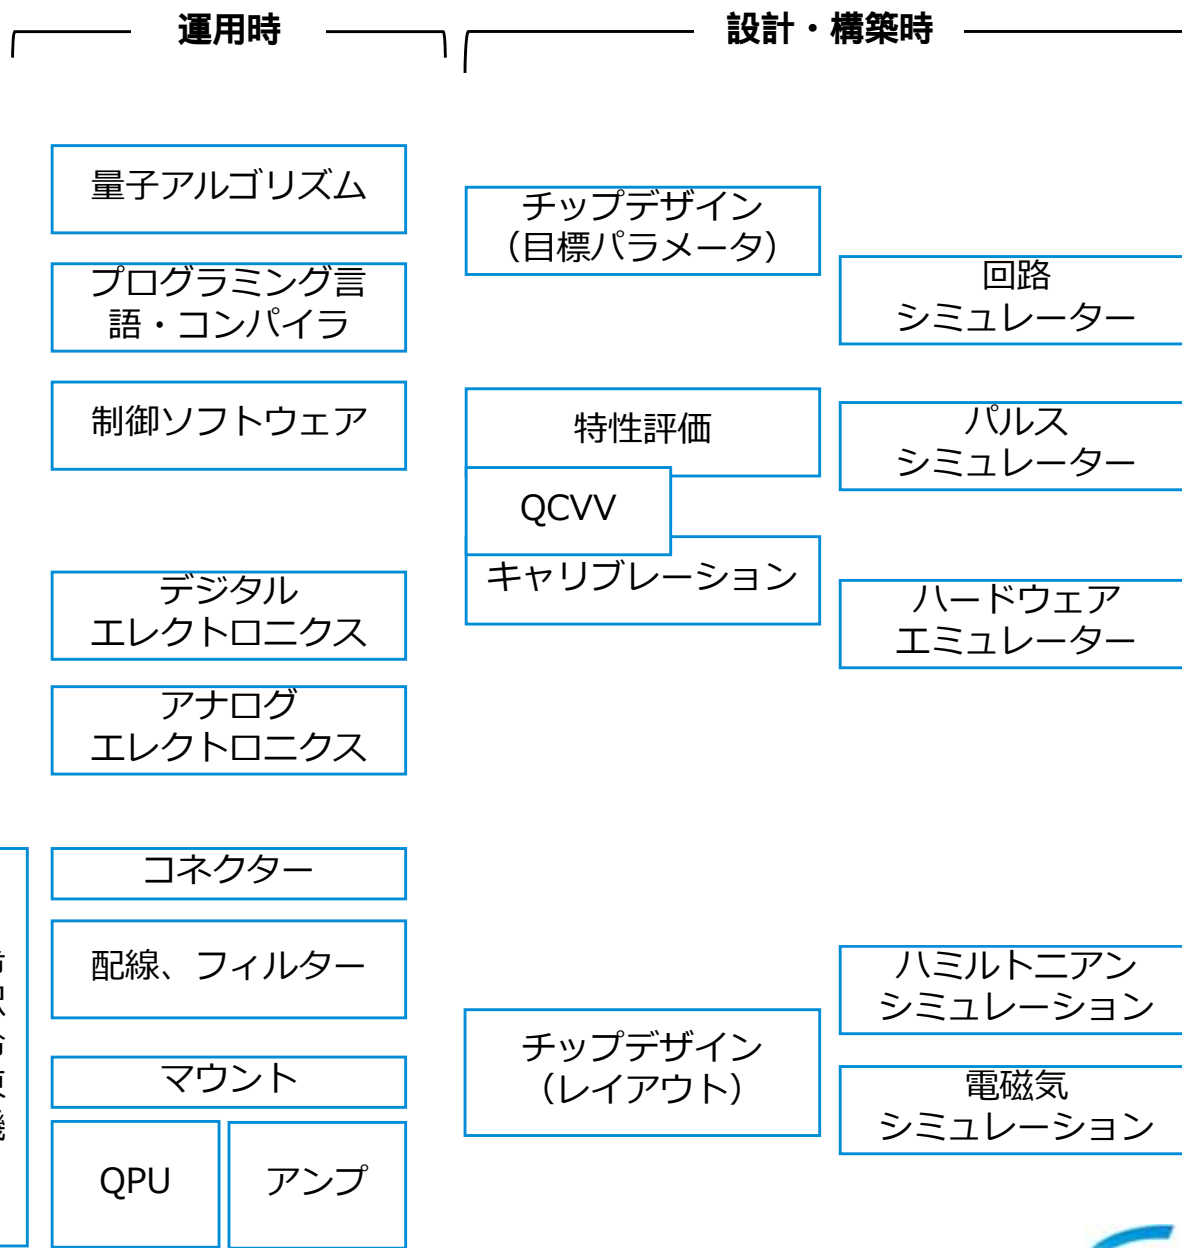 運用時
設計・構築時
量子アルゴリズム
プログラミング言
語・コンパイラ
制御ソフトウェア
デジタル
エレクトロニクス
アナログ
エレクトロニクス
コネクター
配線、フィルター
マウント
QPU
アンプ
チップデザイン
（目標パラメータ）
特性評価
QCVV
キャリブレーション
チップデザイン
（レイアウト）
回路
シミュレーター
パルス
シミュレーター
ハードウェア
エミュレーター
ハミルトニアン
シミュレーション
電磁気
シミュレーション